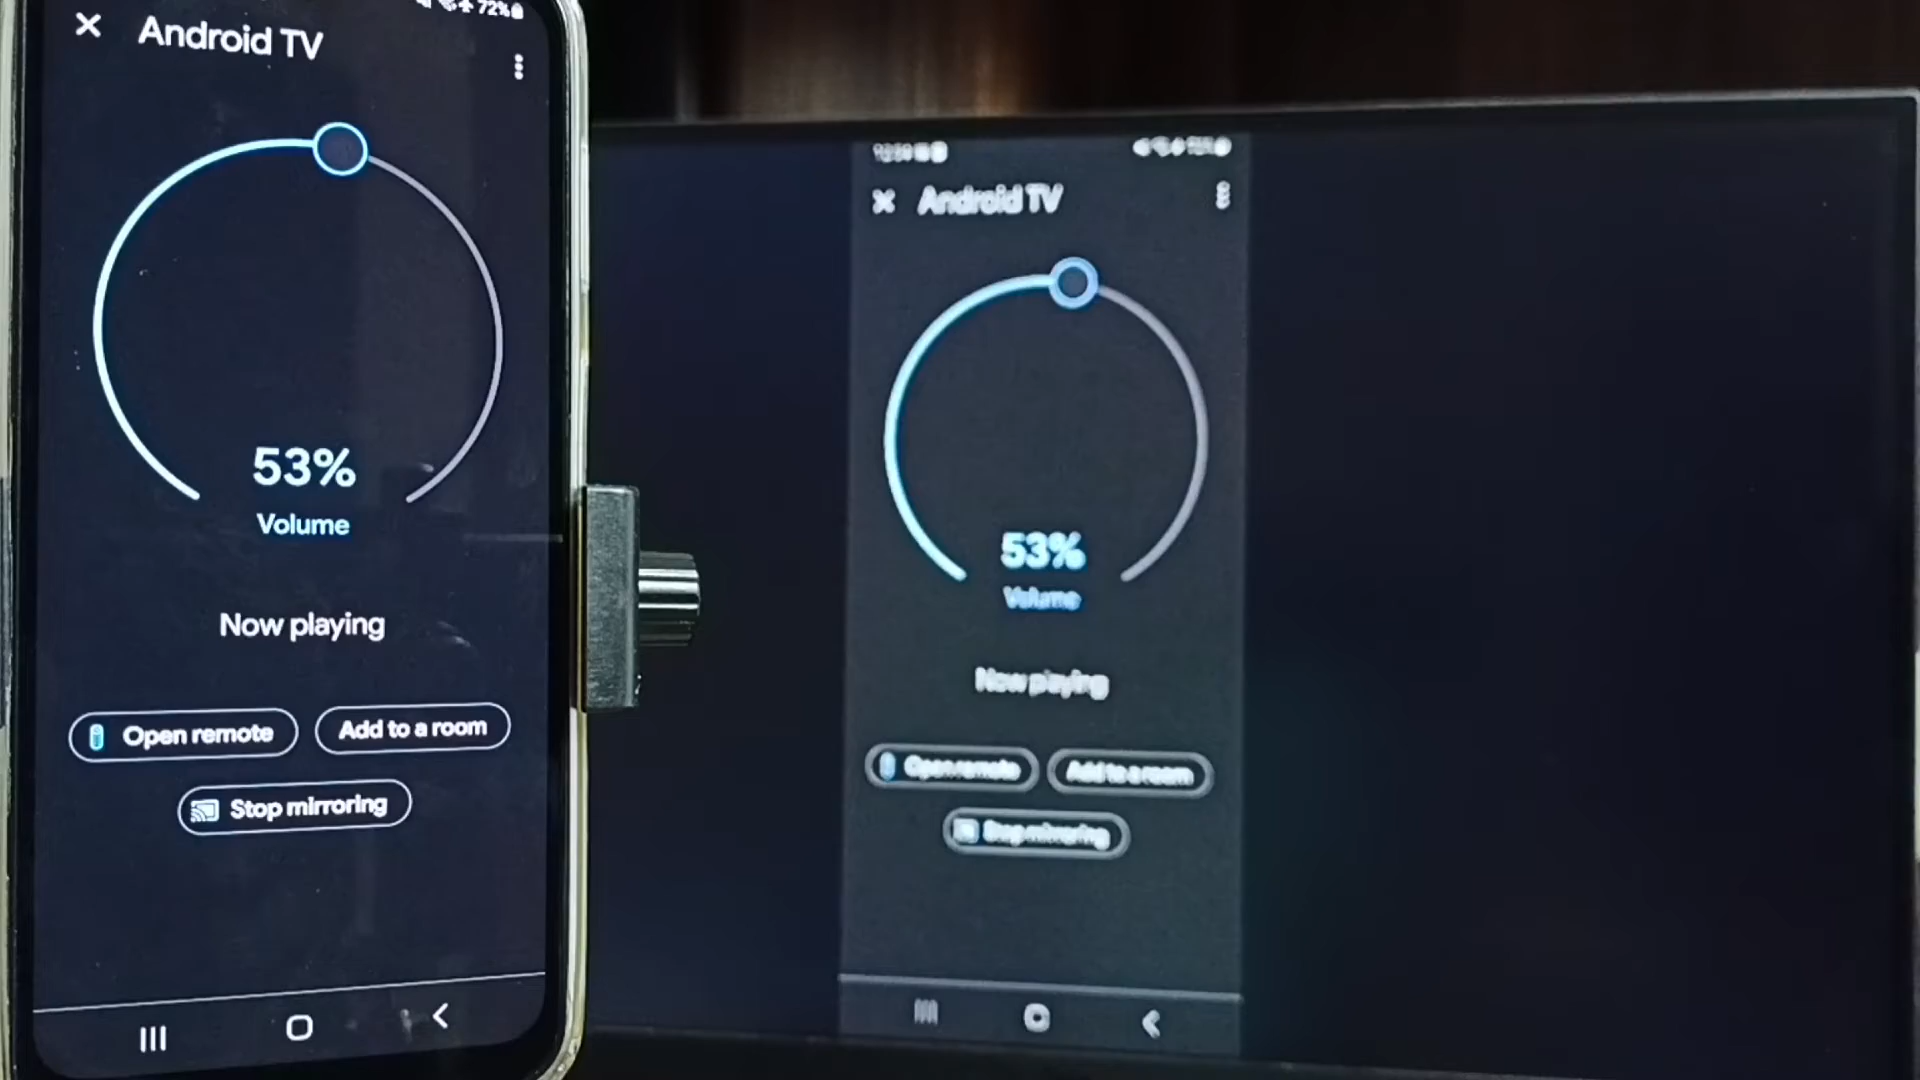 72%
Android TV
53%
Volume
Now playing
Open remote
Add to a room
Stop mirroring
Android TV
53%
Volume
Now playing
Open remote
Add to a room
Stop mirroring